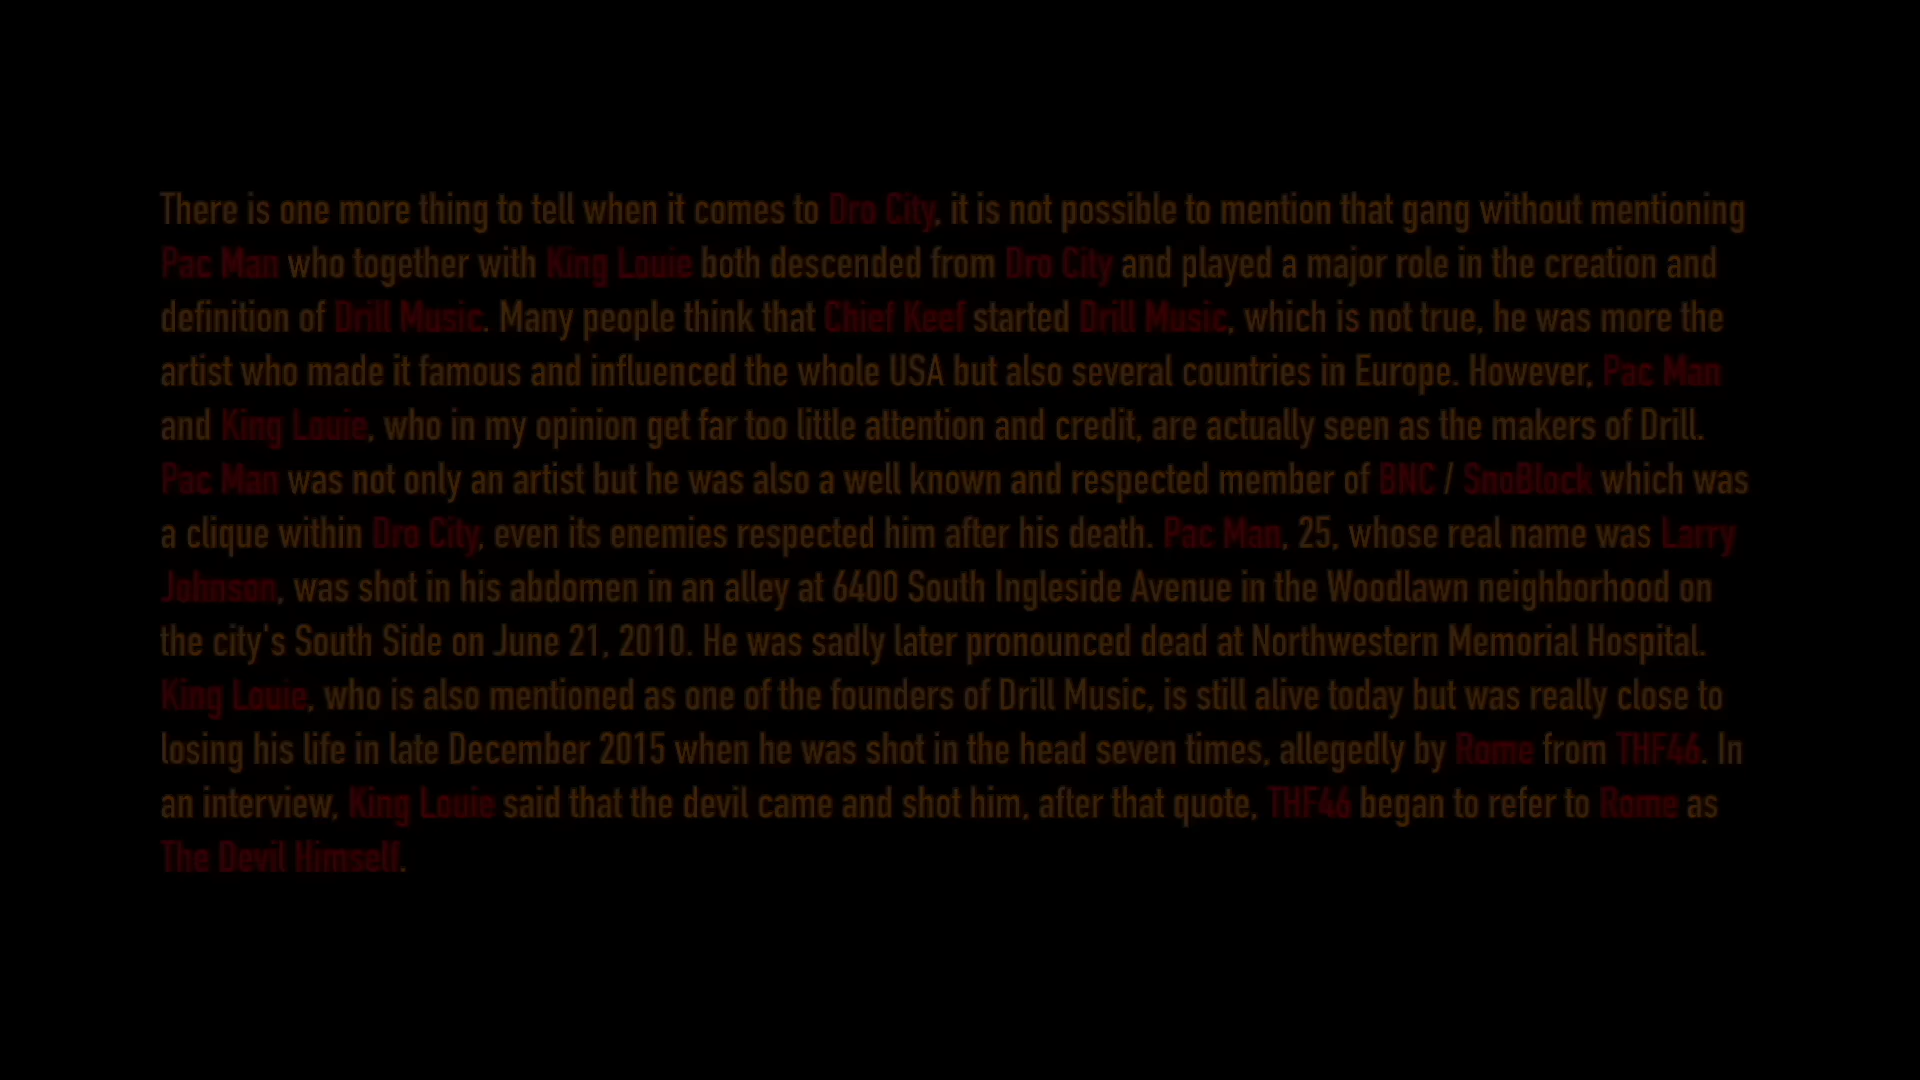 There is one more thing to tell when it comes to Dro City, it is not possible to mention that gang without mentioning
Pac Man who together with King Louie both descended from Dro City and played a major role in the creation and
definition of Drill Music. Many people think that Chief Keef started Drill Music, which is not true, he was more the
artist who made it famous and influenced the whole USA but also several countries in Europe. However, Pac Man
and King Louie, who in my opinion get far too little attention and credit, are actually seen as the makers of Drill.
Pac Man was not only an artist but he was also a well known and respected member of BNC / SnoBlock which was
a clique within Dro City, even its enemies respected him after his death. Pac Man, 25, whose real name was Larry
Johnson, was shot in his abdomen in an alley at 6400 South Ingleside Avenue in the Woodlawn neighborhood on
the city's South Side on June 21, 2010. He was sadly later pronounced dead at Northwestern Memorial Hospital.
King Louie, who is also mentioned as one of the founders of Drill Music, is still alive today but was really close to
losing his life in late December 2015 when he was shot in the head seven times, allegedly by Rome from THF46. In
an interview, King Louie said that the devil came and shot him, after that quote, THF46 began to refer to Rome as
The Devil Himself.